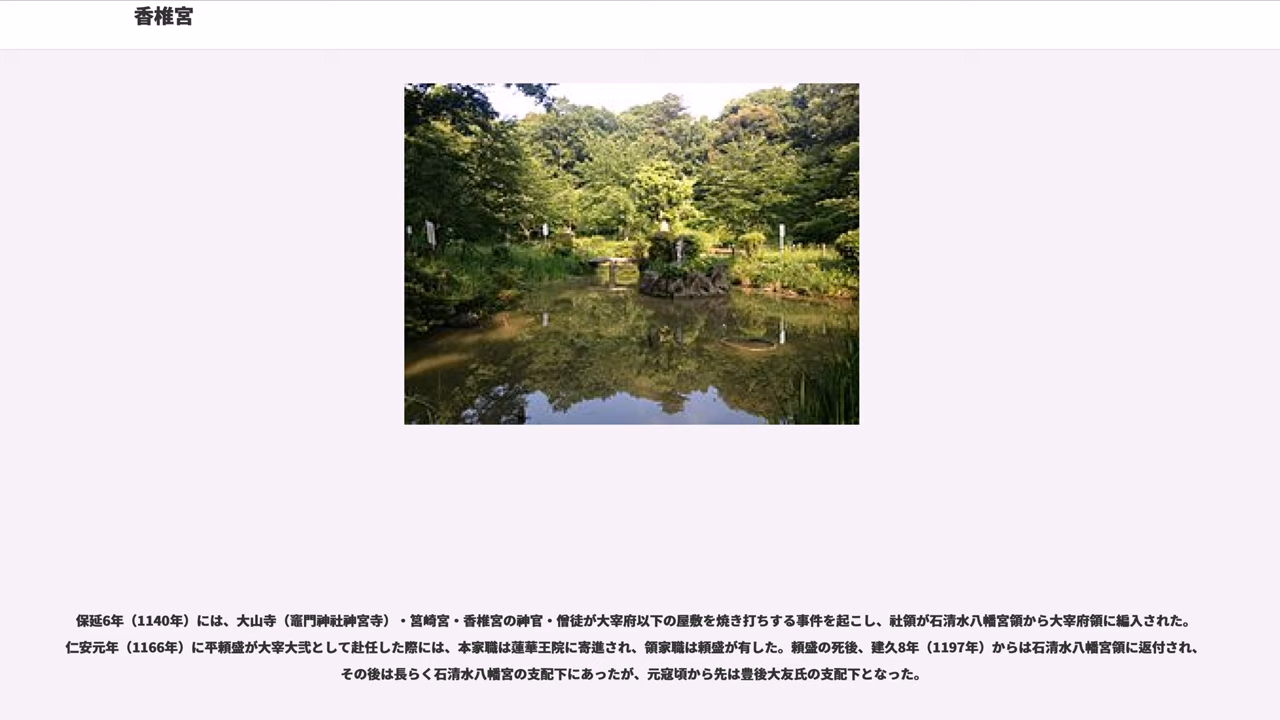 香椎宮
保延6年（1140年）には、大山寺（竈門神社神宮寺）・筥崎宮・香椎宮の神官・僧徒が大宰府以下の屋敷を焼き打ちする事件を起こし、社領が石清水八幡宮領から大宰府領に編入された。
仁安元年（1166年）に平頼盛が大宰大弐として赴任した際には、本家職は蓮華王院に寄進され、領家職は頼盛が有した。頼盛の死後、建久8年（1197年）からは石清水八幡宮領に返付され、
その後は長らく石清水八幡宮の支配下にあったが、元寇頃から先は豊後大友氏の支配下となった。